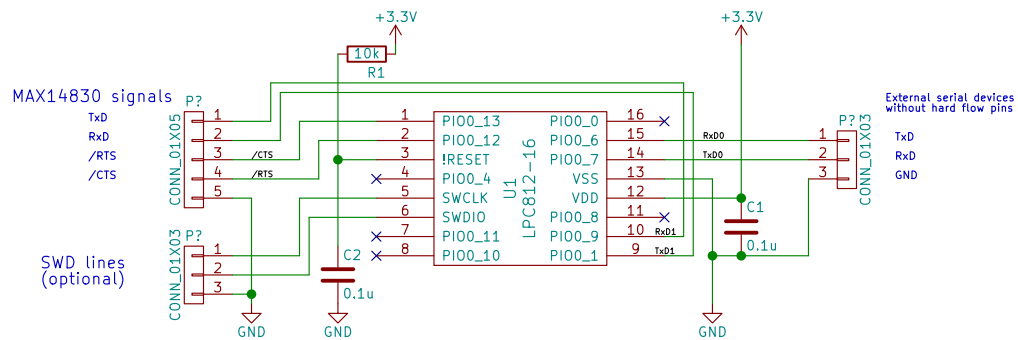 +3.3V
+3.3V
10k
R1
MAX14830 signals
TxD
RxD
/RTS
/CTS
P?
CONN_01X05
1
2
3
4
5
/CTS
/RTS
1
2
3
4
5
6
7
8
PIO0_13
PIO0_12
!RESET
PIO0_4
SWCLK
SWDIO
PIO0_11
PIO0_10
U1
LPC812-16
PIO0_0
PIO0_6
PIO0_7
VSS
VDD
PIO0_8
PIO0_9
PIO0_1
16
15
14
13
12
11
10
9
RxD0
TxD0
RxD1
TxD1
External serial devices
without hard flow pins
P?
CONN_01X03
1
2
3
TxD
RxD
GND
C1
0.1u
SWD lines
(optional)
P?
CONN_01X03
1
2
3
C2
0.1u
GND
GND
GND